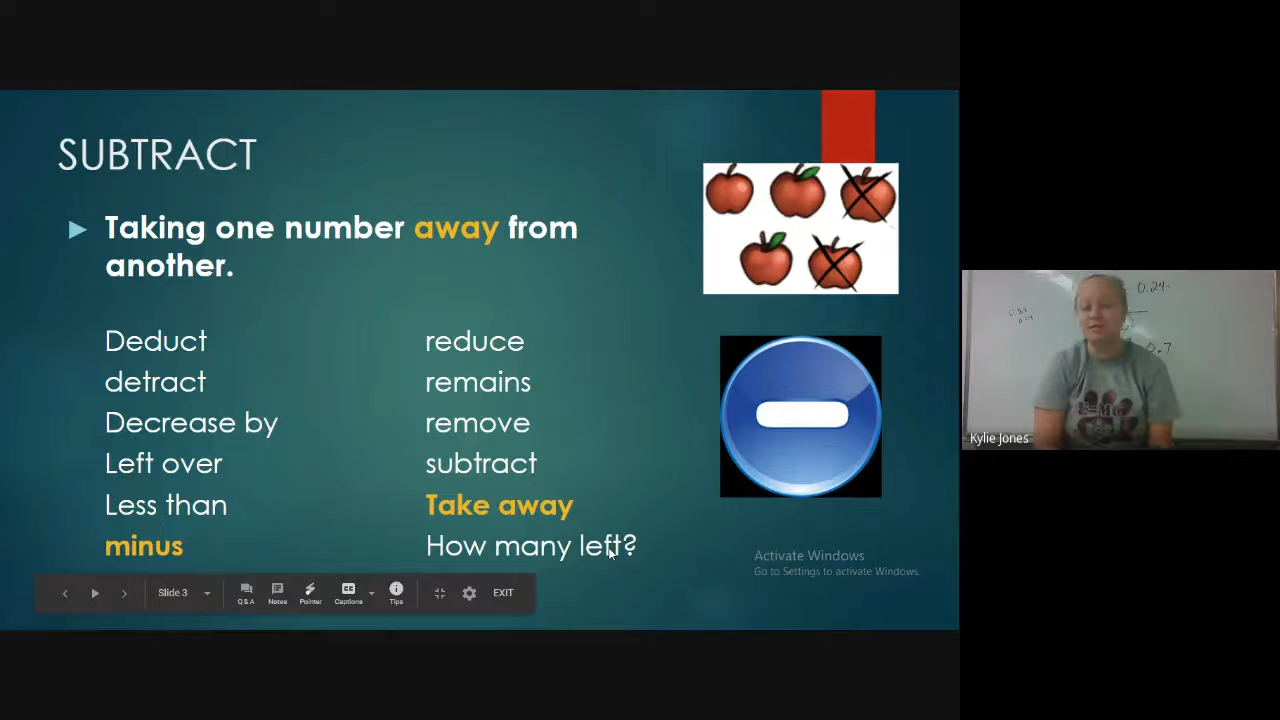 SUBTRACT
Taking one number away from
another.
Deduct
detract
Decrease by
Left over
Less than
minus
reduce
remains
remove
subtract
Take away
How many left?
Activate Windows
Go to Settings to activate Windows.
Slide 3
Q & A
Notes
Pointer
Captions
Tips
EXIT
0.24
0.7
Kylie Jones